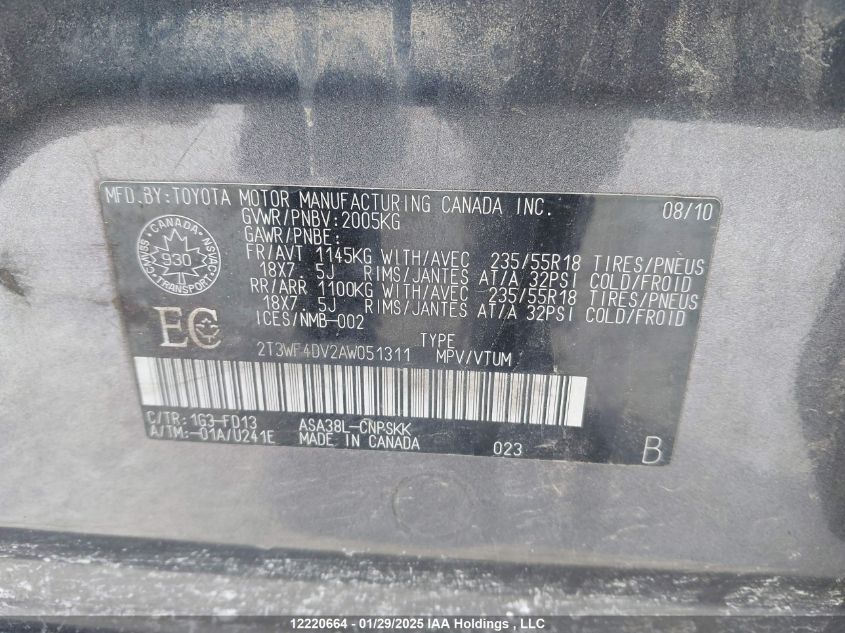 MFD.BY:TOYOTA MOTOR MANUFACTURING CANADA INC. 08/10
GVWR/PNBV:2005KG
GAWR/PNBE:
FR/AVT 1145KG WITH/AVEC 235/55R18 TIRES/PNEUS
18X7. 5J RIMS/JANTES AT/A 32PSI COLD/FROID
RR/ARR 1100KG WITH/AVEC 235/55R18 TIRES/PNEUS
18X7. 5J RIMS/JANTES AT/A 32PSI COLD/FROID
ICES/NMB-002
CANADA
CMVSS 930 NSVAC
TRANSPORT
EC
TYPE
2T3WF4DV2AW051311 MPV/VTUM
C/TR: 1G3-FD13 ASA38L-CNPSKK
A/TM:-01A/U241E MADE IN CANADA 023 B
12220664 - 01/29/2025 IAA Holdings , LLC